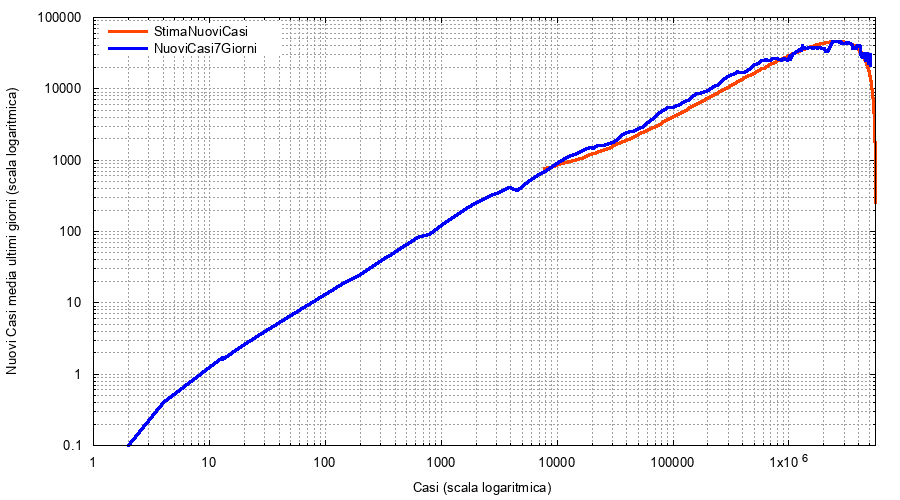 100000
10000
1000
100
10
1
0.1
StimaNuoviCasi
NuoviCasi7Giorni
Nuovi Casi media ultimi giorni (scala logaritmica)
1 10 100 1000 10000 100000 1x10 6
Casi (scala logaritmica)